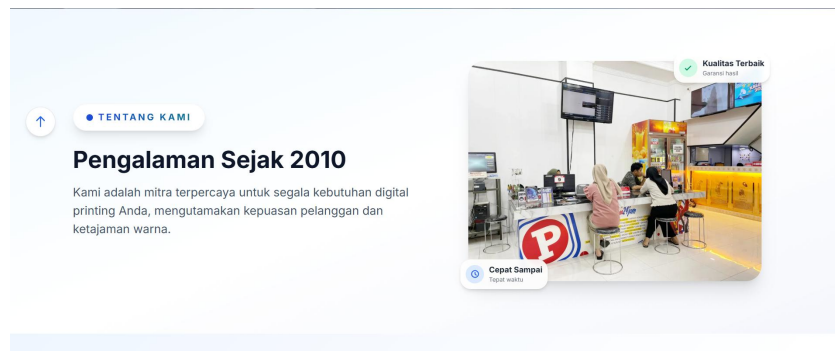 TENTANG KAMI
Pengalaman Sejak 2010
Kami adalah mitra terpercaya untuk segala kebutuhan digital
printing Anda, mengutamakan kepuasan pelanggan dan
ketajaman warna.
Kualitas Terbaik
Garansi hasil
P
Cepat Sampai
Tepat waktu